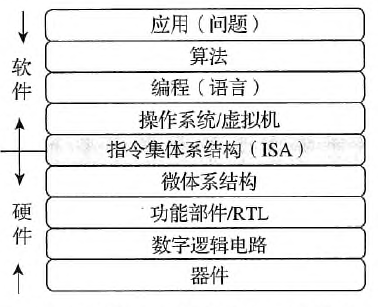 应用（问题）
算法
编程（语言）
操作系统/虚拟机
指令集体系结构（ISA）
微体系结构
功能部件/RTL
数字逻辑电路
器件
软件
硬件